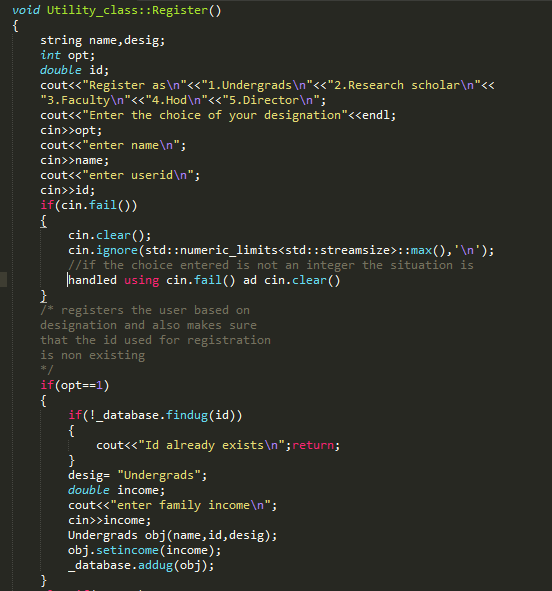 void Utility_class::Register()
{
string name,desig;
int opt;
double id;
cout<<"Register as\n"<<"1.Undergrads\n"<<"2.Research scholar\n"<<
"3.Faculty\n"<<"4.Hod\n"<<"5.Director\n";
cout<<"Enter the choice of your designation"<<endl;
cin>>opt;
cout<<"enter name\n";
cin>>name;
cout<<"enter userid\n";
cin>>id;
if(cin.fail())
{
cin.clear();
cin.ignore(std::numeric_limits<std::streamsize>::max(),'\n');
//if the choice entered is not an integer the situation is
handled using cin.fail() ad cin.clear()
}
/* registers the user based on
designation and also makes sure
that the id used for registration
is non existing
*/
if(opt==1)
{
if(!_database.findug(id))
{
cout<<"Id already exists\n";return;
}
desig= "Undergrads";
double income;
cout<<"enter family income\n";
cin>>income;
Undergrads obj(name,id,desig);
obj.setincome(income);
_database.addug(obj);
}